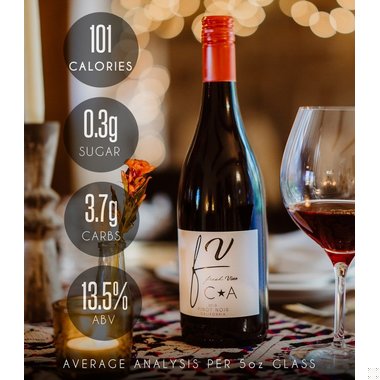 101
CALORIES
0.3g
SUGAR
3.7g
CARBS
13.5%
ABV
fv
fresh Vine
C★A
PINOT NOIR
CALIFORNIA
AVERAGE ANALYSIS PER 5oz GLASS